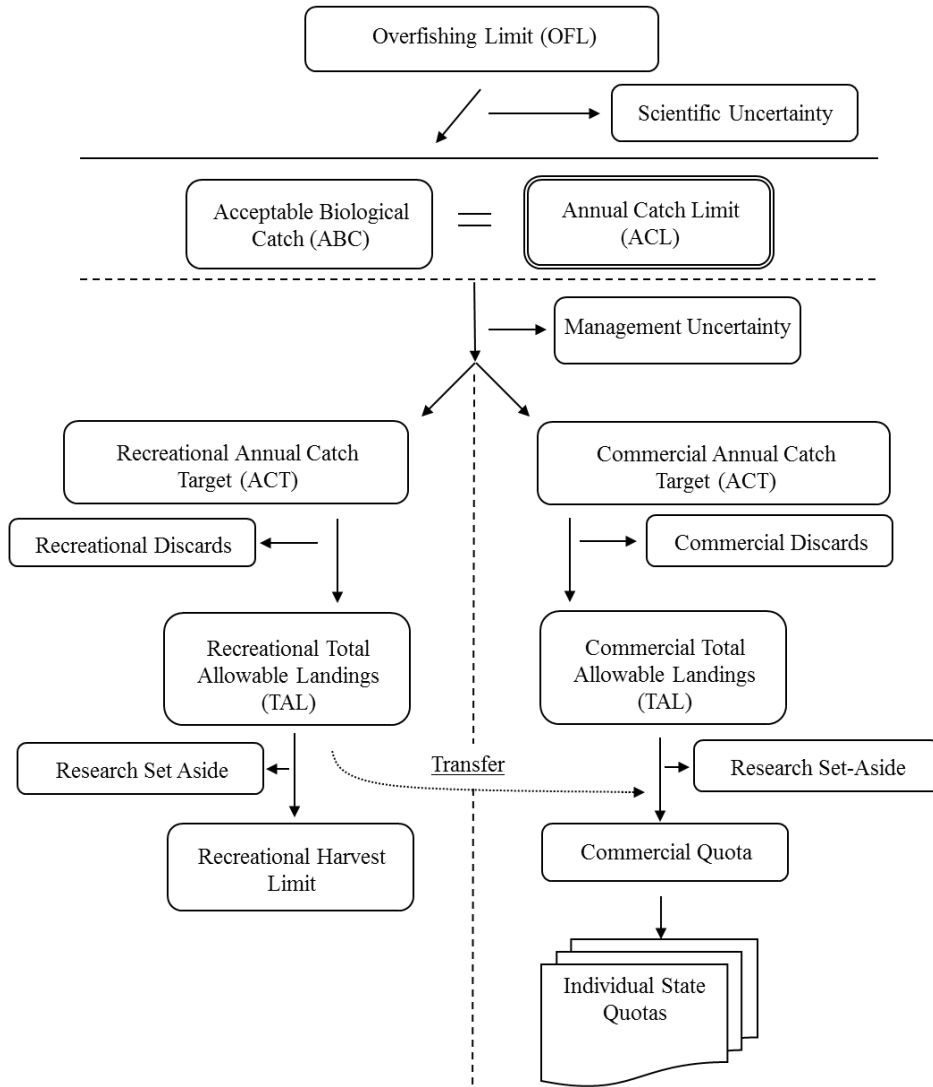 Overfishing Limit (OFL)
Scientific Uncertainty
Acceptable Biological
Catch (ABC)
=
Annual Catch Limit
(ACL)
Management Uncertainty
Recreational Annual Catch
Target (ACT)
Commercial Annual Catch
Target (ACT)
Recreational Discards
Commercial Discards
Recreational Total
Allowable Landings
(TAL)
Commercial Total
Allowable Landings
(TAL)
Research Set Aside
Transfer
Research Set-Aside
Recreational Harvest
Limit
Commercial Quota
Individual State
Quotas